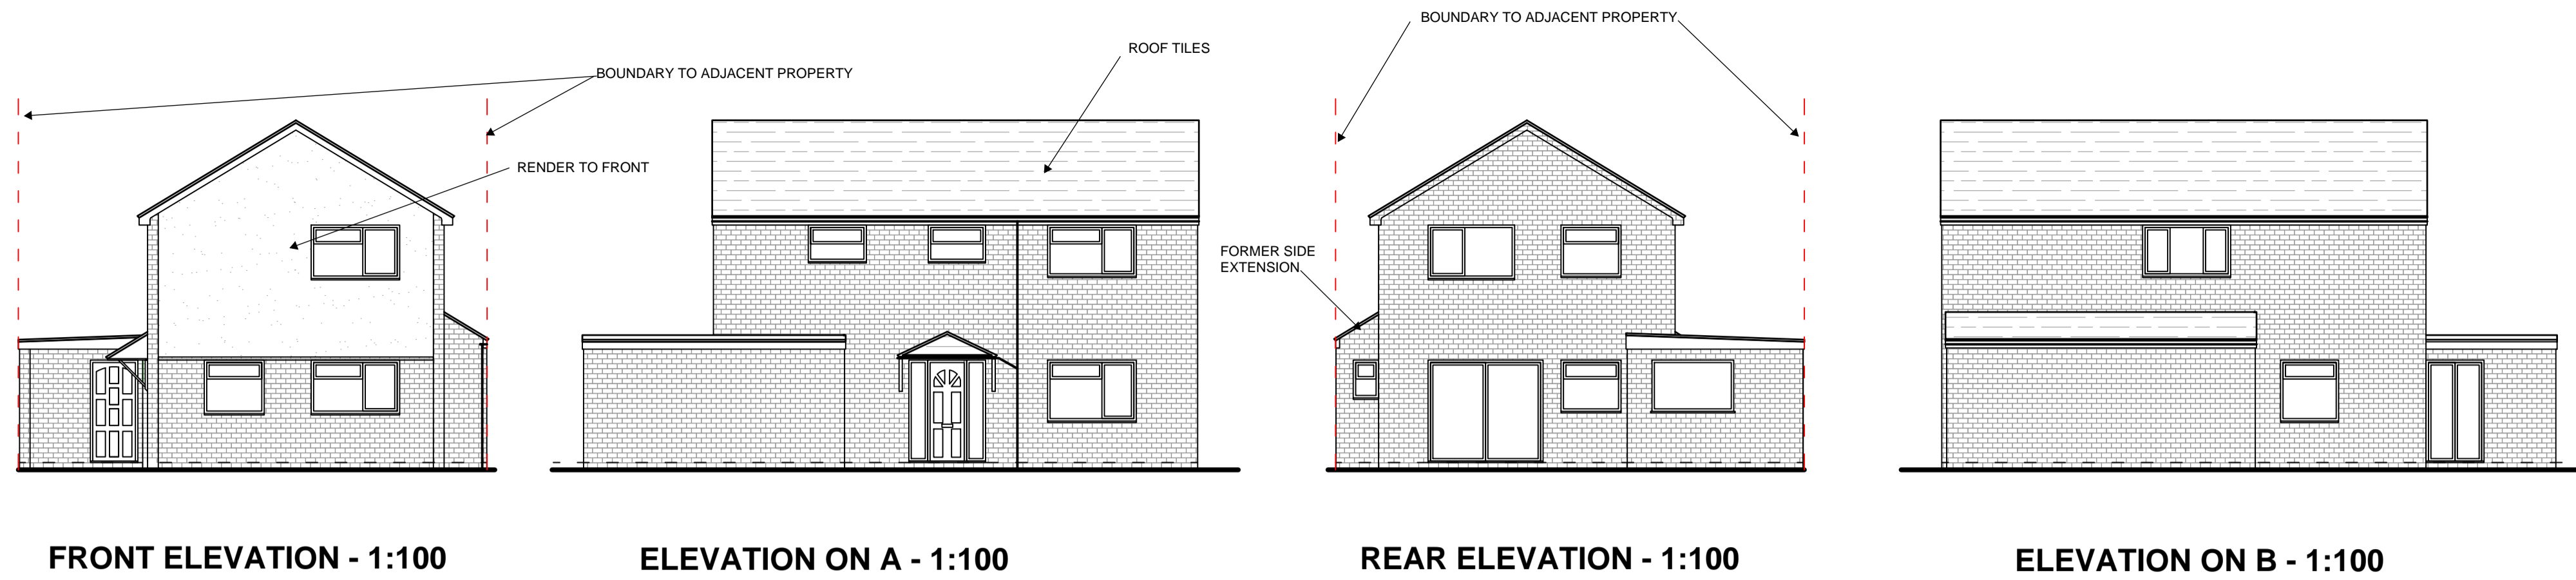 BOUNDARY TO ADJACENT PROPERTY
ROOF TILES
BOUNDARY TO ADJACENT PROPERTY
RENDER TO FRONT
FORMER SIDE
EXTENSION
FRONT ELEVATION - 1:100
ELEVATION ON A - 1:100
REAR ELEVATION - 1:100
ELEVATION ON B - 1:100